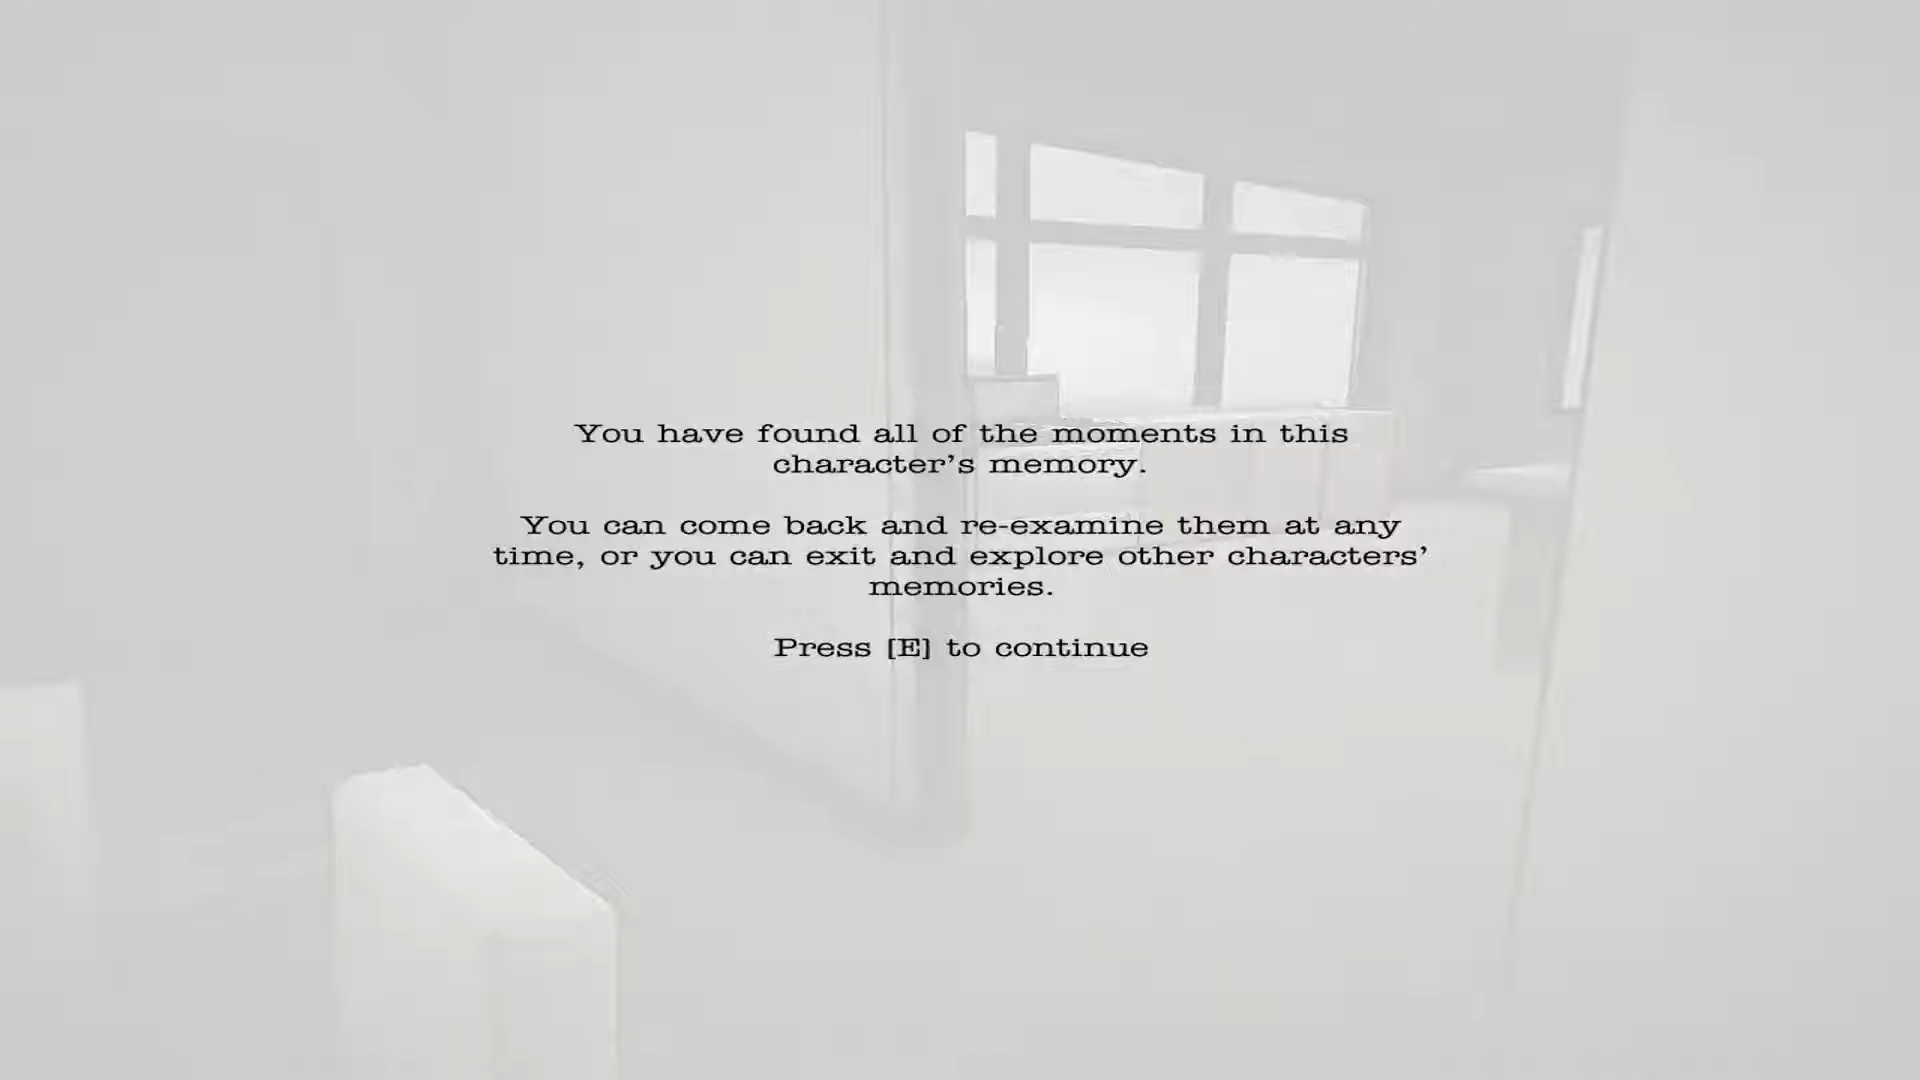 You have found all of the moments in this
character's memory.
You can come back and re-examine them at any
time, or you can exit and explore other characters'
memories.
Press [E] to continue